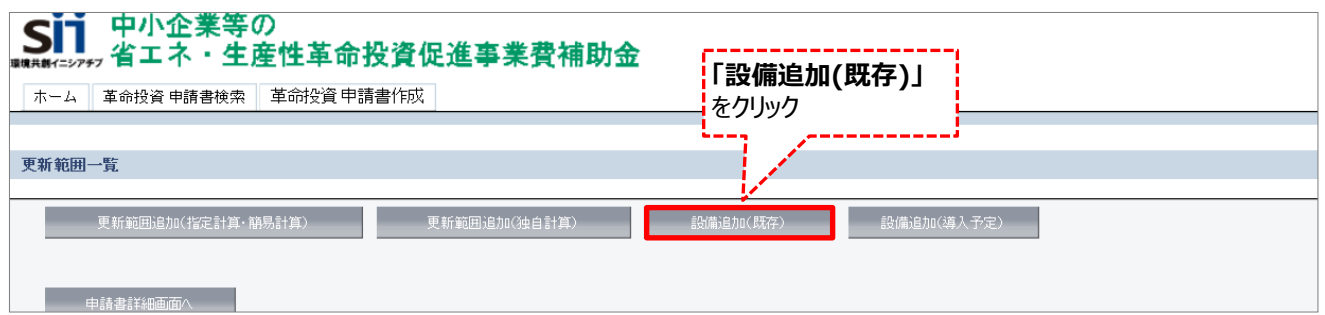 sii 中小企業等の
環境共創イニシアチブ 省エネ・生産性革命投資促進事業費補助金
「設備追加(既存)」
をクリック
ホーム 革命投資 申請書検索 革命投資 申請書作成
更新範囲一覧
更新範囲追加(指定計算・簡易計算) 更新範囲追加(独自計算) 設備追加(既存) 設備追加(導入予定)
申請書詳細画面へ